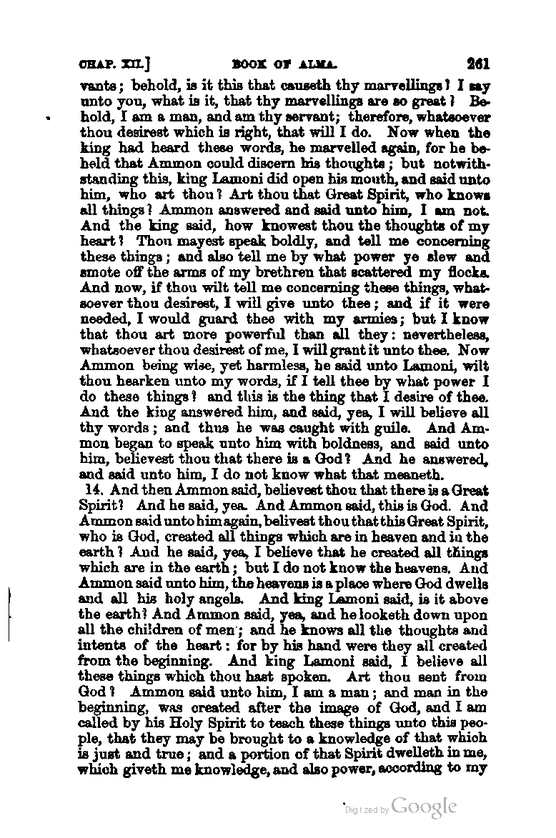 CHAP. XII.] BOOK OF ALMA. 261
vants; behold, is it this that causeth thy marvellings? I say
unto you, what is it, that thy marvellings are so great? Be-
hold, I am a man, and am thy servant; therefore, whatsoever
thou desirest which is right, that will I do. Now when the
king had heard these words, he marvelled again, for he be-
held that Ammon could discern his thoughts; but notwith-
standing this, king Lamoni did open his mouth, and said unto
him, who art thou? Art thou that Great Spirit, who knows
all things? Ammon answered and said unto him, I am not.
And the king said, how knowest thou the thoughts of my
heart? Thou mayest speak boldly, and tell me concerning
these things; and also tell me by what power ye slew and
smote off the arms of my brethren that scattered my flocks.
And now, if thou wilt tell me concerning these things, what-
soever thou desirest, I will give unto thee; and if it were
needed, I would guard thee with my armies; but I know
that thou art more powerful than all they: nevertheless,
whatsoever thou desirest of me, I will grant it unto thee. Now
Ammon being wise, yet harmless, he said unto Lamoni, wilt
thou hearken unto my words, if I tell thee by what power I
do these things? and this is the thing that I desire of thee.
And the king answered him, and said, yea, I will believe all
thy words; and thus he was caught with guile. And Am-
mon began to speak unto him with boldness, and said unto
him, believest thou that there is a God? And he answered,
and said unto him, I do not know what that meaneth.
14. And then Ammon said, believest thou that there is a Great
Spirit? And he said, yea. And Ammon said, this is God. And
Ammon said unto him again, belivest thou that this Great Spirit,
who is God, created all things which are in heaven and in the
earth? And he said, yea, I believe that he created all things
which are in the earth; but I do not know the heavens. And
Ammon said unto him, the heavens is a place where God dwells
and all his holy angels. And king Lamoni said, is it above
the earth? And Ammon said, yea, and he looketh down upon
all the children of men; and he knows all the thoughts and
intents of the heart: for by his hand were they all created
from the beginning. And king Lamoni said, I believe all
these things which thou hast spoken. Art thou sent from
God? Ammon said unto him, I am a man; and man in the
beginning, was created after the image of God, and I am
called by his Holy Spirit to teach these things unto this peo-
ple, that they may be brought to a knowledge of that which
is just and true; and a portion of that Spirit dwelleth in me,
which giveth me knowledge, and also power, according to my
Digitized by Google